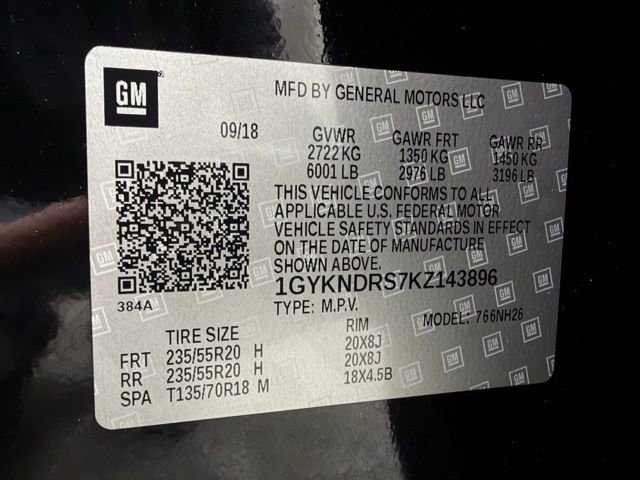 GM
MFD BY GENERAL MOTORS LLC
09/18 GVWR GAWR FRT GAWR RR
2722 KG 1350 KG 1450 KG
6001 LB 2976 LB 3196 LB
THIS VEHICLE CONFORMS TO ALL
APPLICABLE U.S. FEDERAL MOTOR
VEHICLE SAFETY STANDARDS IN EFFECT
ON THE DATE OF MANUFACTURE
SHOWN ABOVE.
384A 1GYKNDRS7KZ143896
TYPE: M.P.V. MODEL: 766NH26
TIRE SIZE RIM
FRT 235/55R20 H 20X8J
RR 235/55R20 H 20X8J
SPA T135/70R18 M 18X4.5B